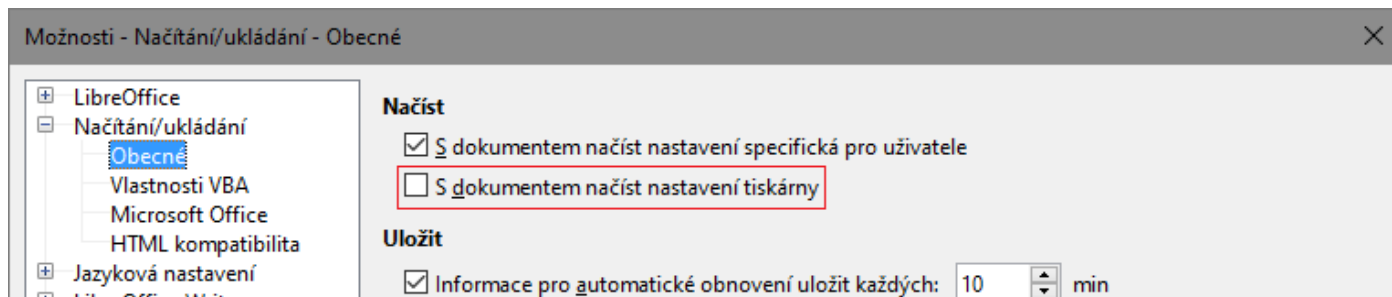 Možnosti - Načítání/ukládání - Obecné
LibreOffice
Načítání/ukládání
Obecné
Vlastnosti VBA
Microsoft Office
HTML kompatibilita
Jazyková nastavení
Načíst
S dokumentem načíst nastavení specifická pro uživatele
S dokumentem načíst nastavení tiskárny
Uložit
Informace pro automatické obnovení uložit každých: 10 min